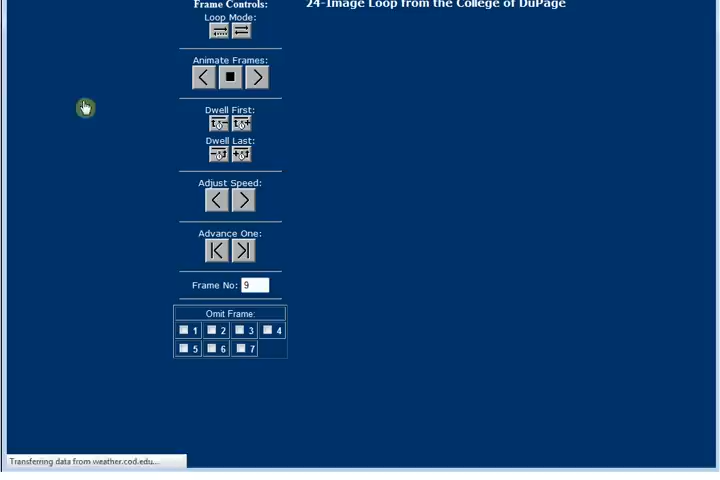 Frame Controls:
24-Image Loop from the College of DuPage
Loop Mode:
Animate Frames:
Dwell First:
Dwell Last:
Adjust Speed:
Advance One:
Frame No: 9
Omit Frame:
1 2 3 4
5 6 7
Transferring data from weather.cod.edu...